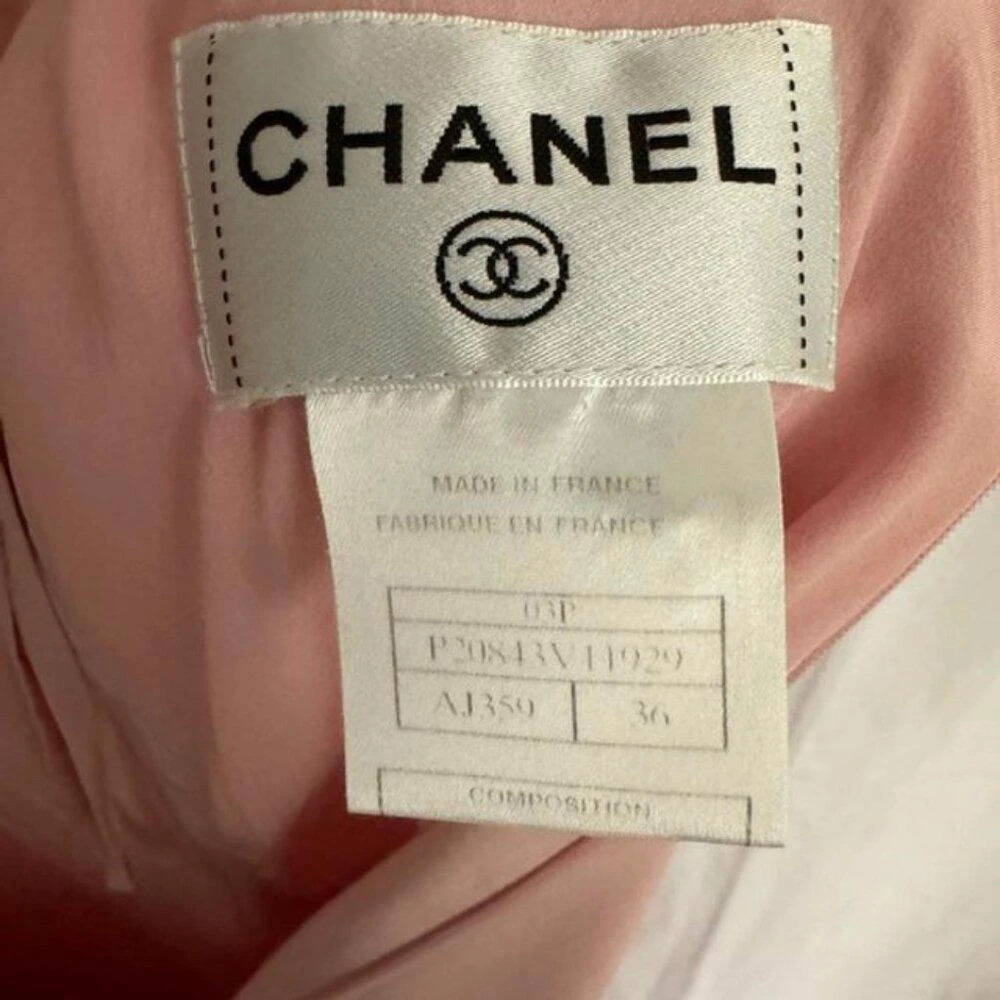 CHANEL
MADE IN FRANCE
FABRIQUE EN FRANCE
03P
P20843V11929
AJ359
36
COMPOSITION